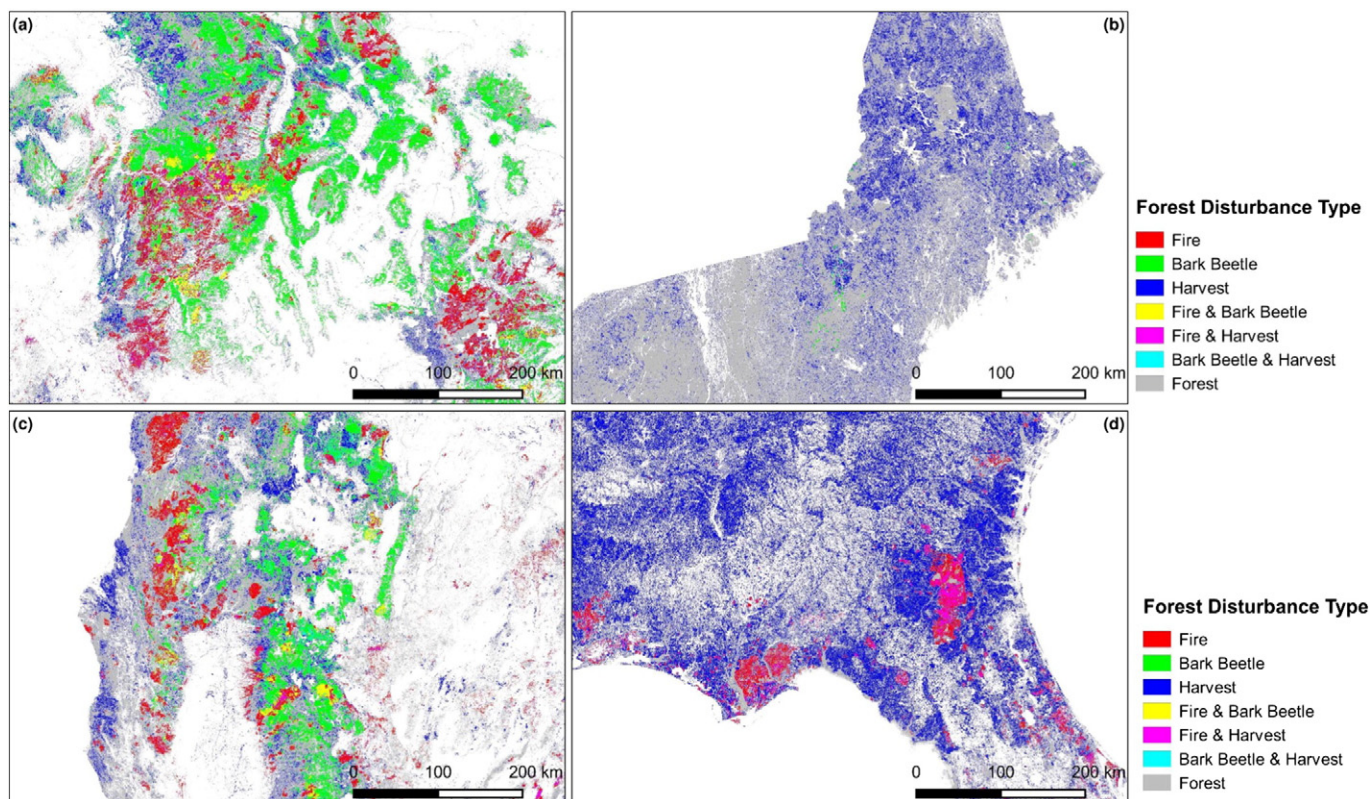 (a)
0 100 200 km
(b)
0 100 200 km
Forest Disturbance Type
Fire
Bark Beetle
Harvest
Fire & Bark Beetle
Fire & Harvest
Bark Beetle & Harvest
Forest
(c)
0 100 200 km
(d)
0 100 200 km
Forest Disturbance Type
Fire
Bark Beetle
Harvest
Fire & Bark Beetle
Fire & Harvest
Bark Beetle & Harvest
Forest